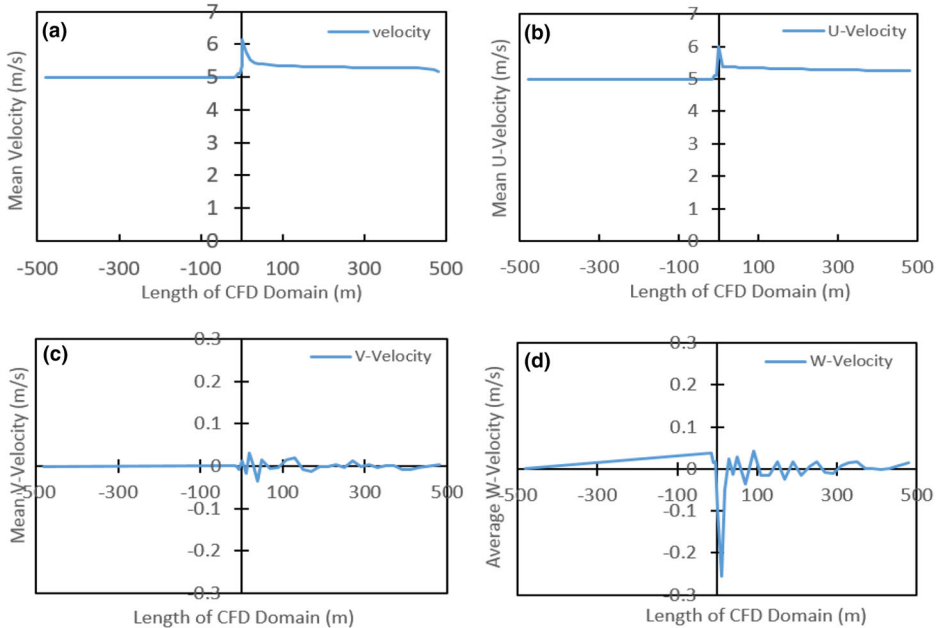 (a)
velocity
Mean Velocity (m/s)
7
6
5
4
3
2
1
0
-500 -300 -100 100 300 500
Length of CFD Domain (m)
(b)
U-Velocity
Mean U-Velocity (m/s)
7
6
5
4
3
2
1
0
-500 -300 -100 100 300 500
Length of CFD Domain (m)
(c)
V-Velocity
Mean V-Velocity (m/s)
0.3
0.2
0.1
0
-0.1
-0.2
-0.3
-500 -300 -100 100 300 500
Length of CFD Domain (m)
(d)
W-Velocity
Average W-Velocity (m/s)
0.3
0.2
0.1
0
-0.1
-0.2
-0.3
-500 -300 -100 100 300 500
Length of CFD Domain (m)